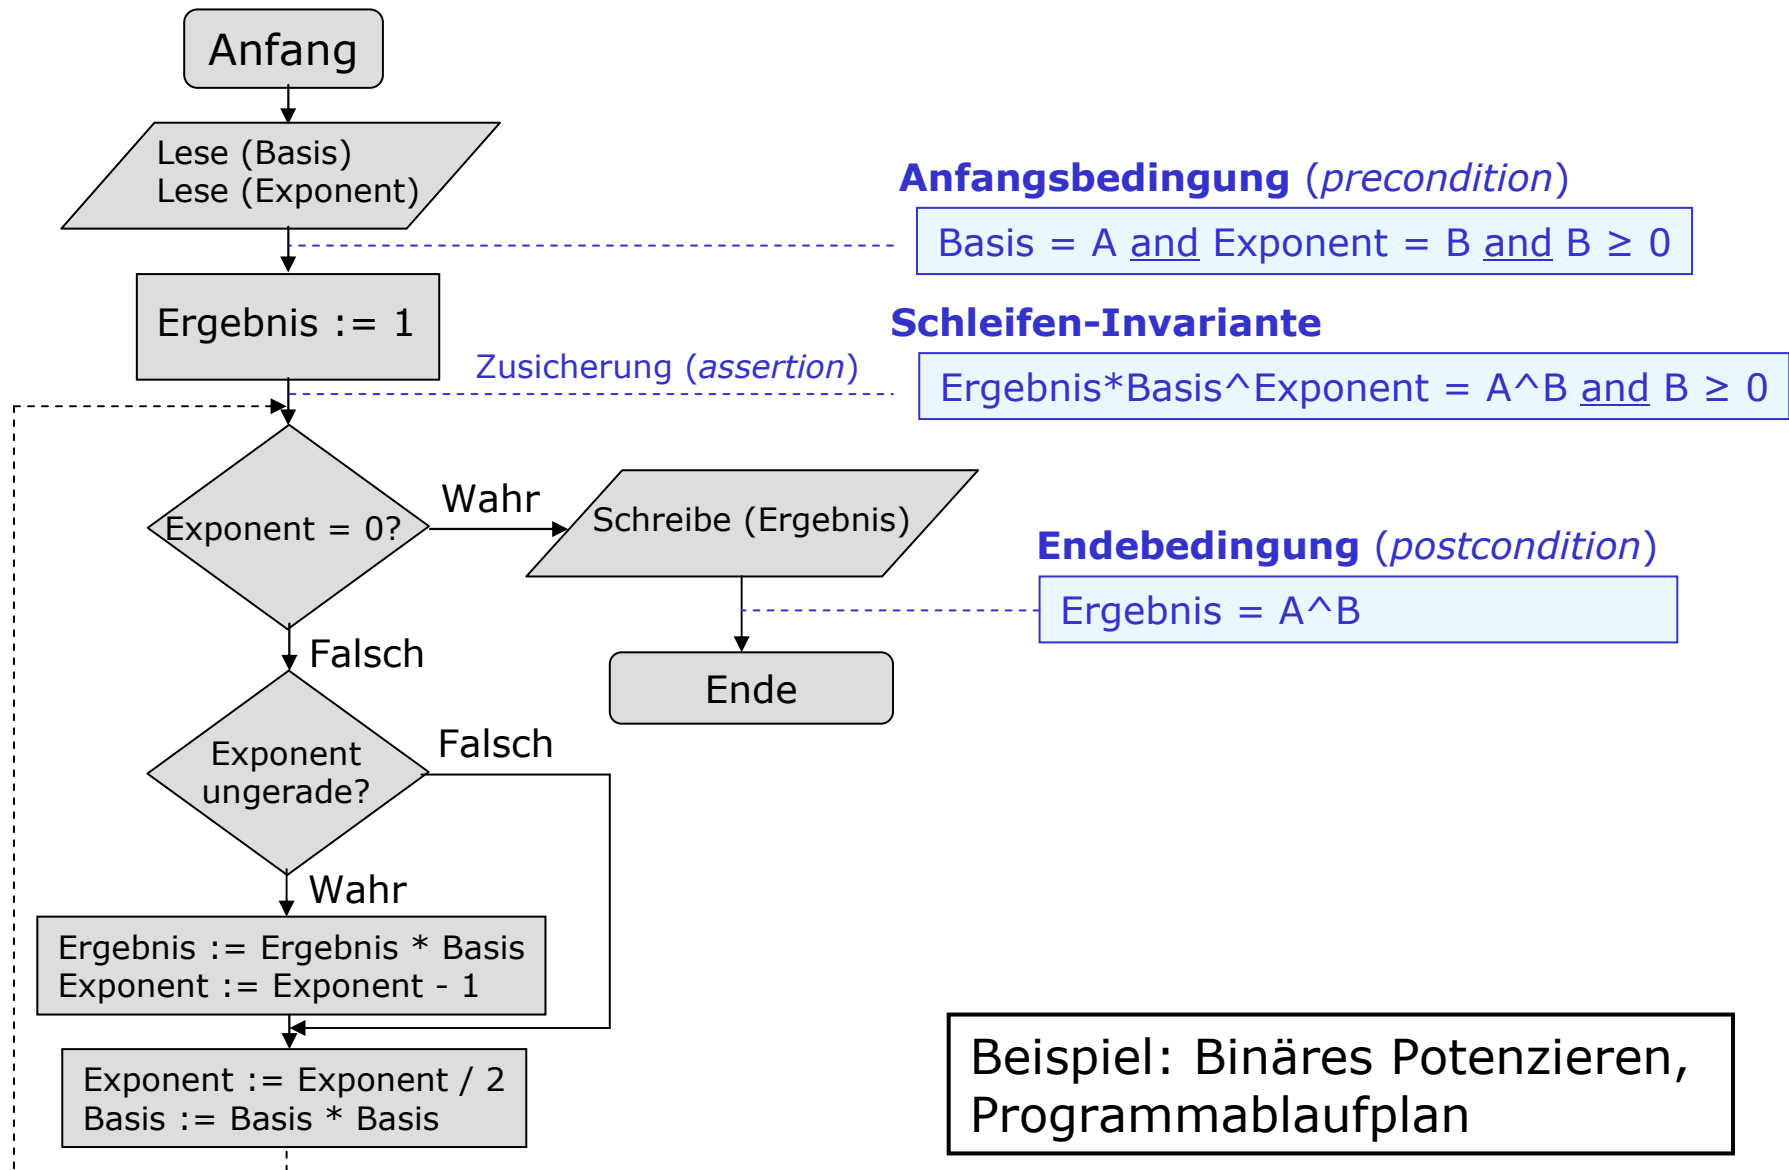 Anfang
Lese (Basis)
Lese (Exponent)
Anfangsbedingung (precondition)
Basis = A and Exponent = B and B ≥ 0
Ergebnis := 1
Schleifen-Invariante
Zusicherung (assertion)
Ergebnis*Basis^Exponent = A^B and B ≥ 0
Exponent = 0?
Wahr
Schreibe (Ergebnis)
Endebedingung (postcondition)
Ergebnis = A^B
Falsch
Ende
Exponent
ungerade?
Falsch
Wahr
Ergebnis := Ergebnis * Basis
Exponent := Exponent - 1
Exponent := Exponent / 2
Basis := Basis * Basis
Beispiel: Binäres Potenzieren,
Programmablaufplan